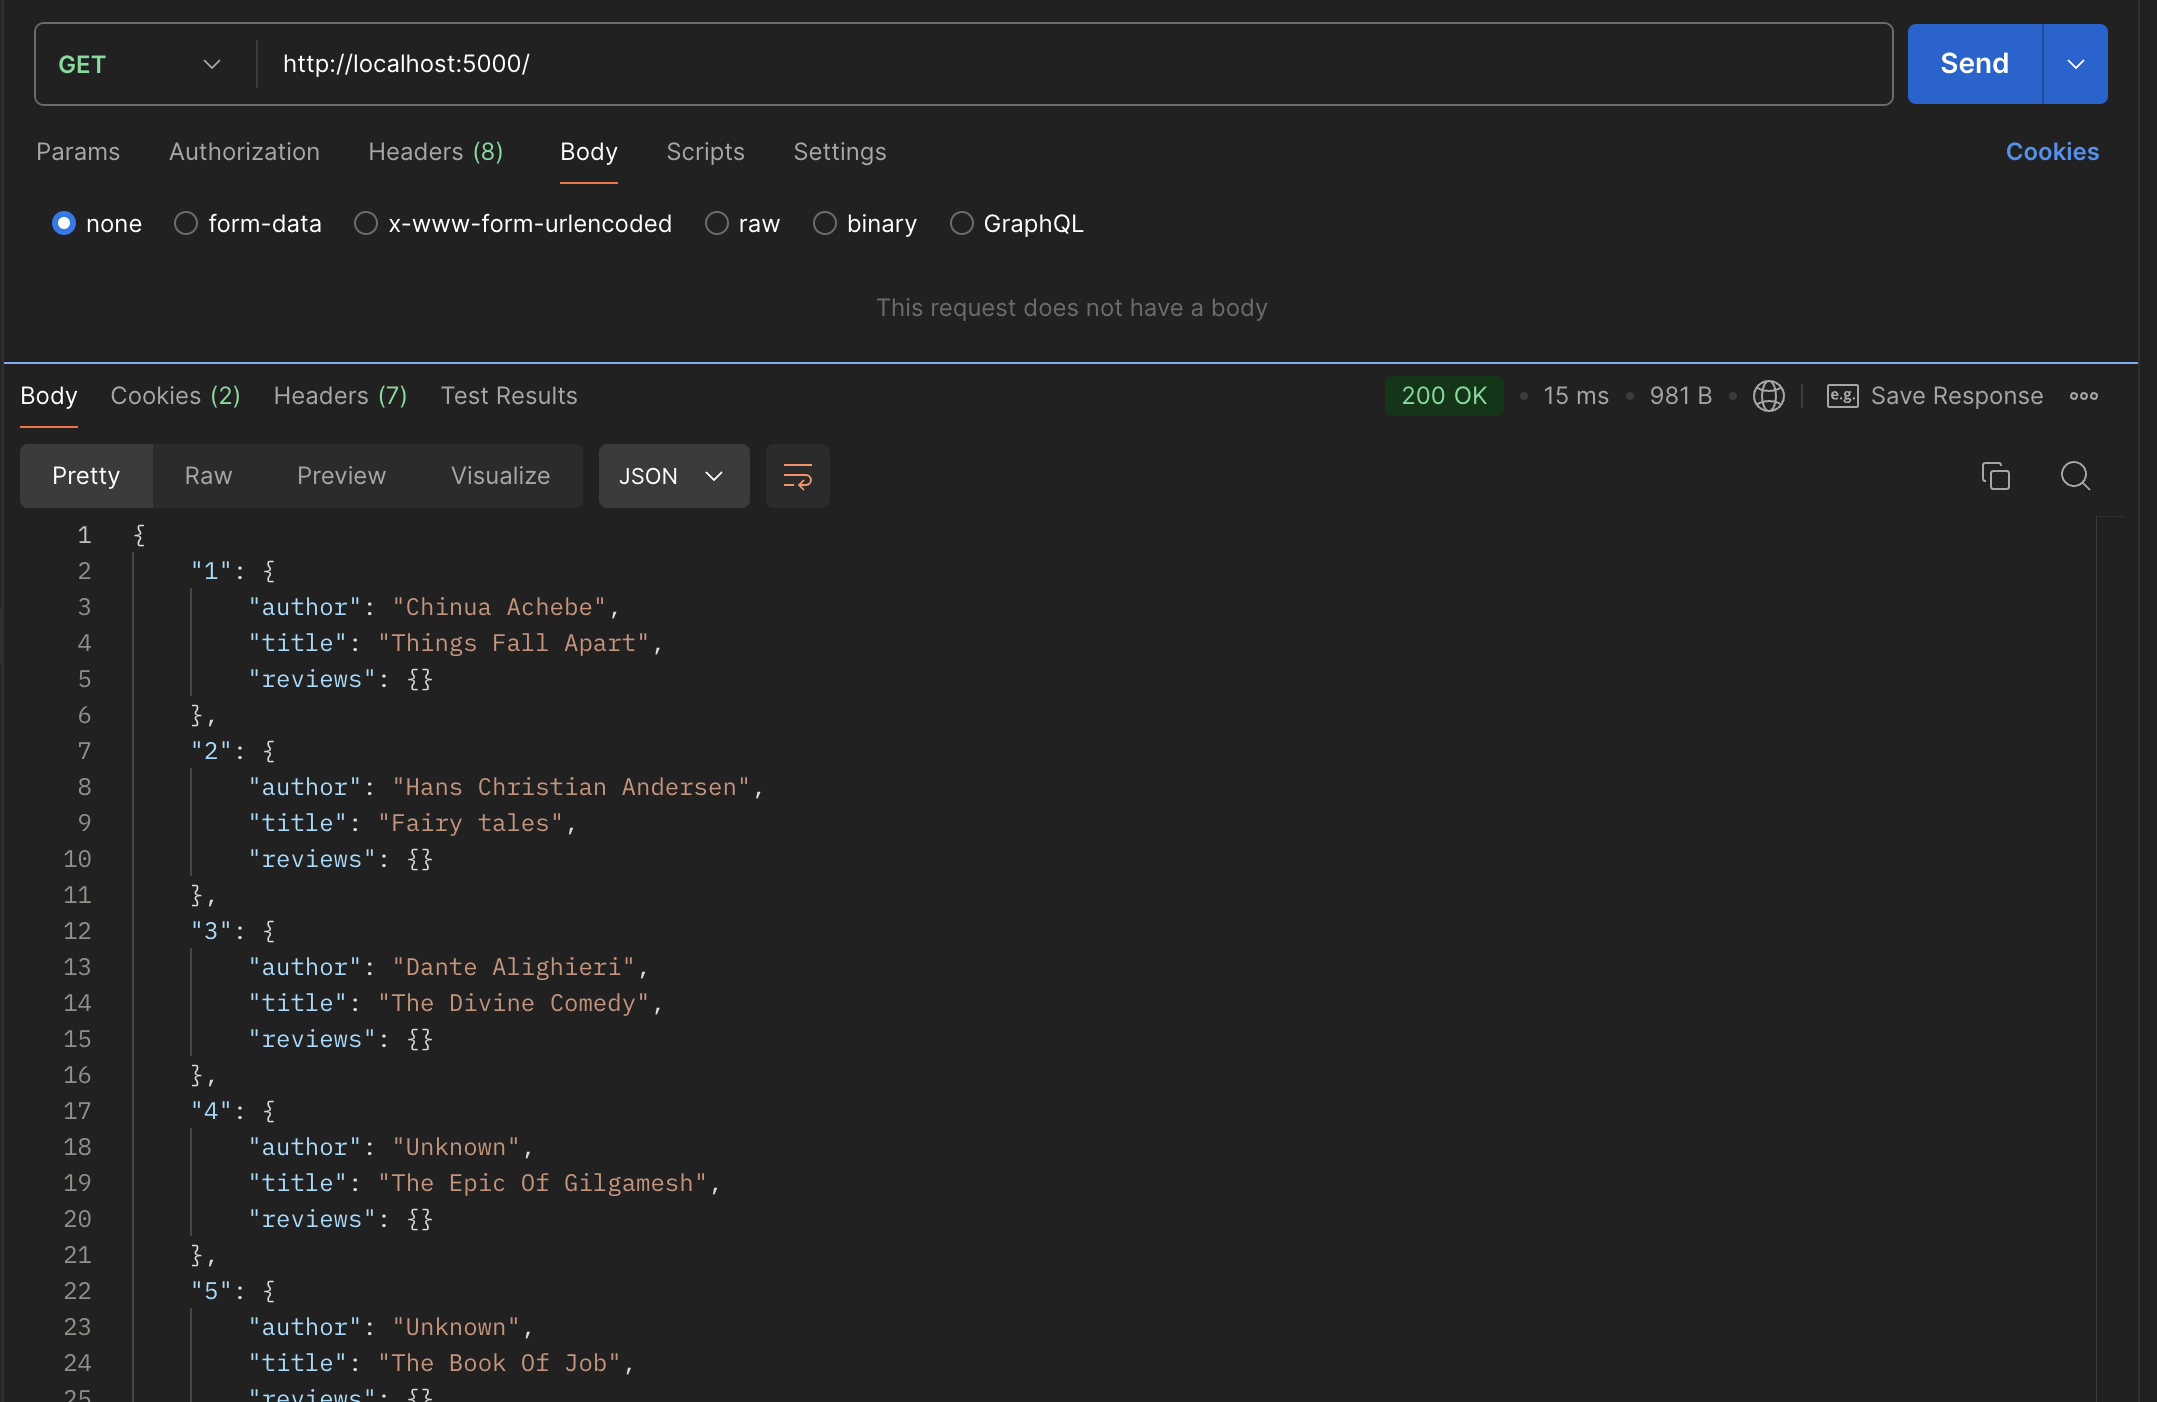 GET http://localhost:5000/ Send
Params Authorization Headers (8) Body Scripts Settings Cookies
none form-data x-www-form-urlencoded raw binary GraphQL
This request does not have a body
Body Cookies (2) Headers (7) Test Results 200 OK • 15 ms • 981 B • e.g. Save Response
Pretty Raw Preview Visualize JSON
1 {
2 "1": {
3 "author": "Chinua Achebe",
4 "title": "Things Fall Apart",
5 "reviews": {}
6 },
7 "2": {
8 "author": "Hans Christian Andersen",
9 "title": "Fairy tales",
10 "reviews": {}
11 },
12 "3": {
13 "author": "Dante Alighieri",
14 "title": "The Divine Comedy",
15 "reviews": {}
16 },
17 "4": {
18 "author": "Unknown",
19 "title": "The Epic Of Gilgamesh",
20 "reviews": {}
21 },
22 "5": {
23 "author": "Unknown",
24 "title": "The Book Of Job",
25 "reviews": {}